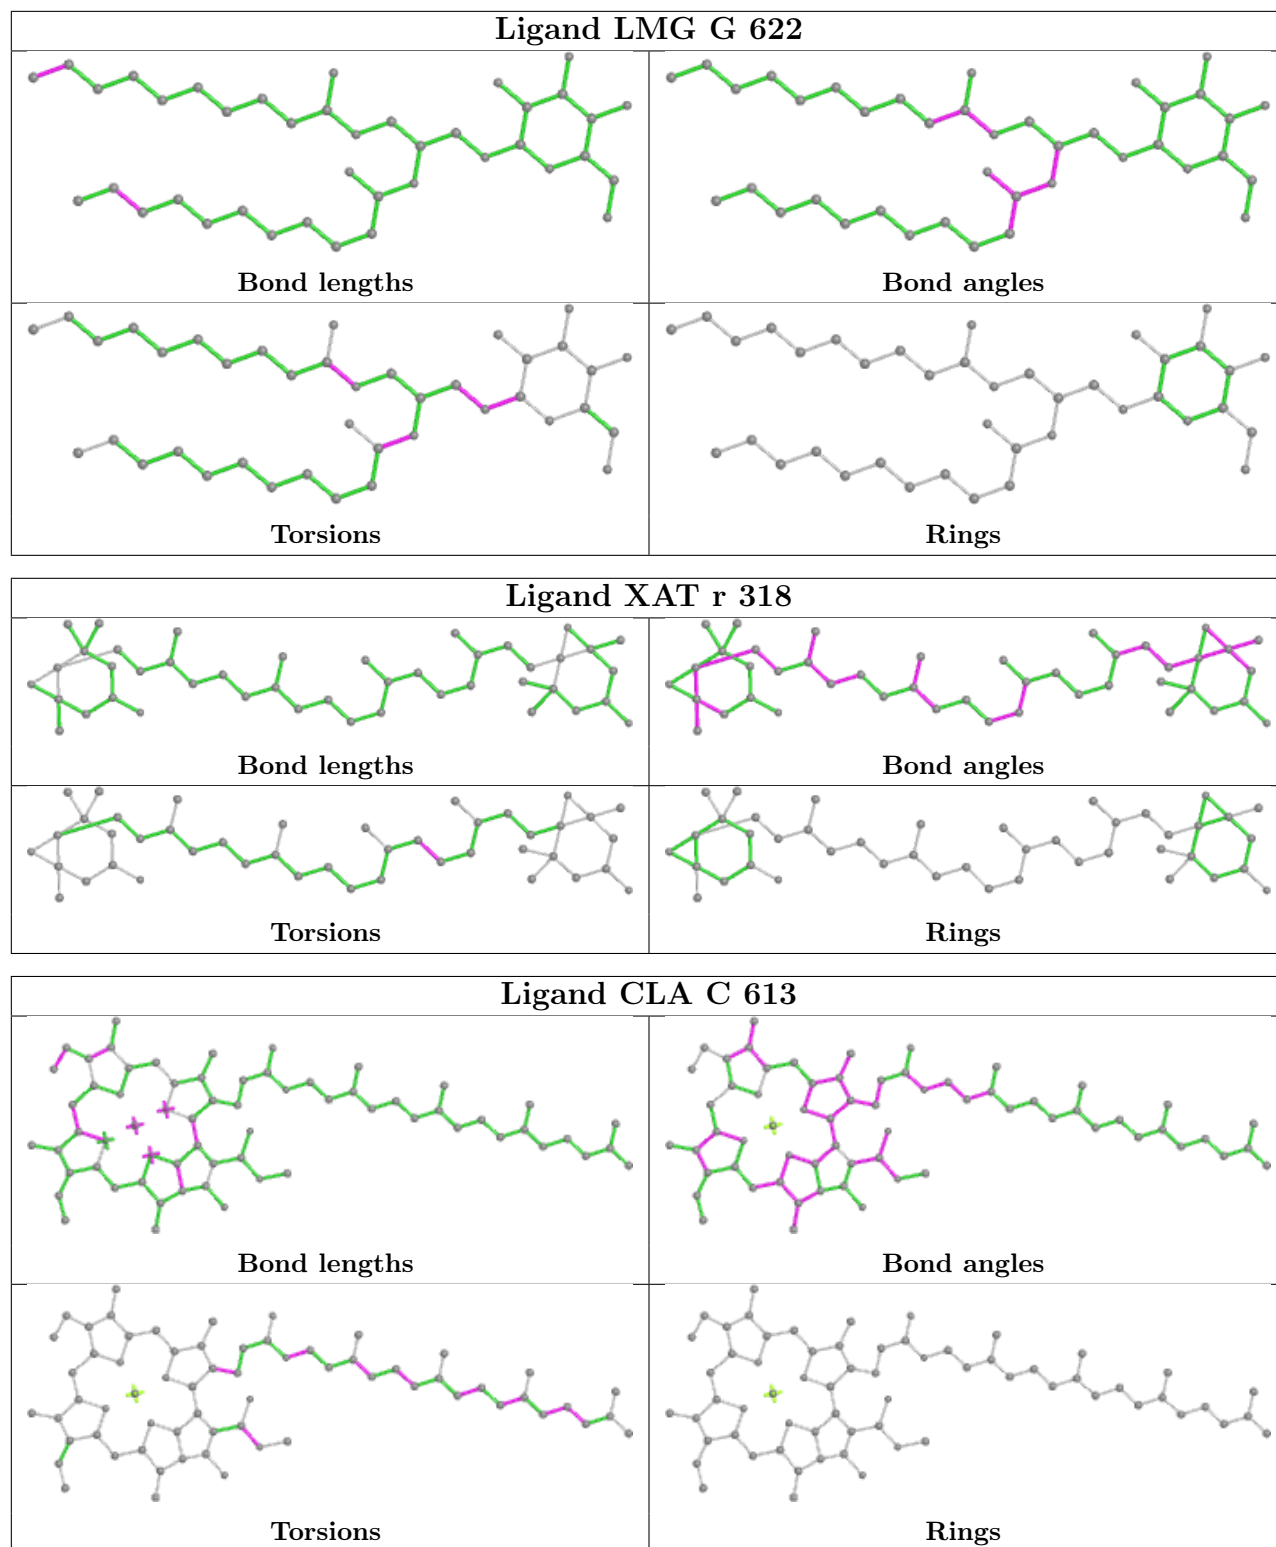 Ligand LMG G 622
Bond lengths
Bond angles
Torsions
Rings
Ligand XAT r 318
Bond lengths
Bond angles
Torsions
Rings
Ligand CLA C 613
Bond lengths
Bond angles
Torsions
Rings